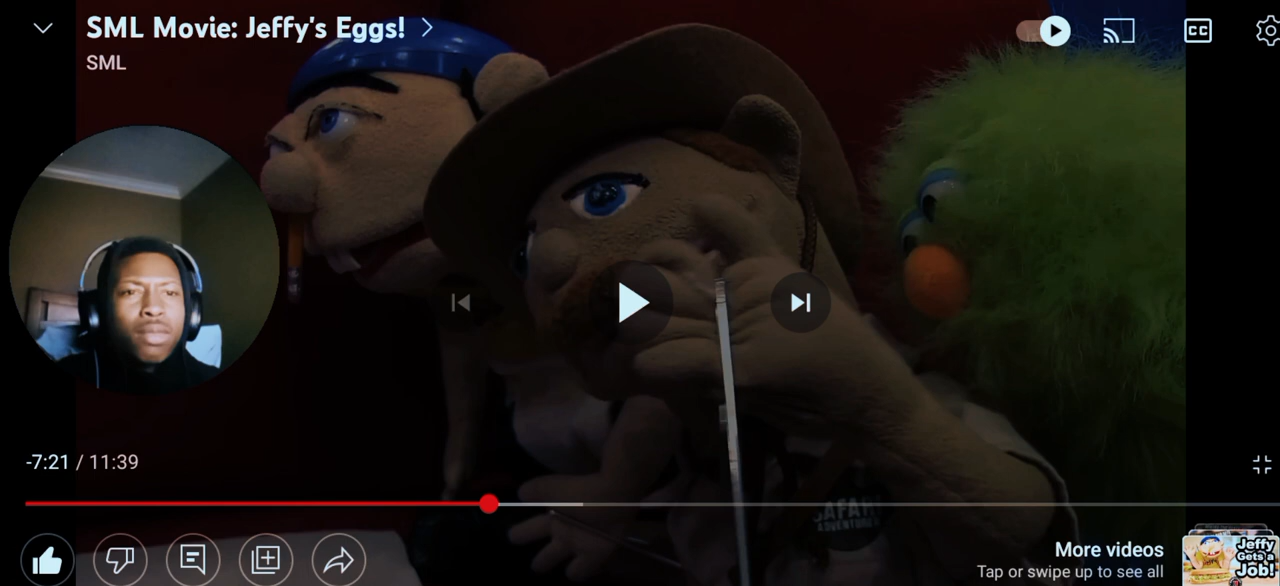 SML Movie: Jeffy's Eggs!
SML
CC
-7:21 / 11:39
SAFARI
ADVENTURE
More videos
Tap or swipe up to see all
Jeffy
Gets a
Job!